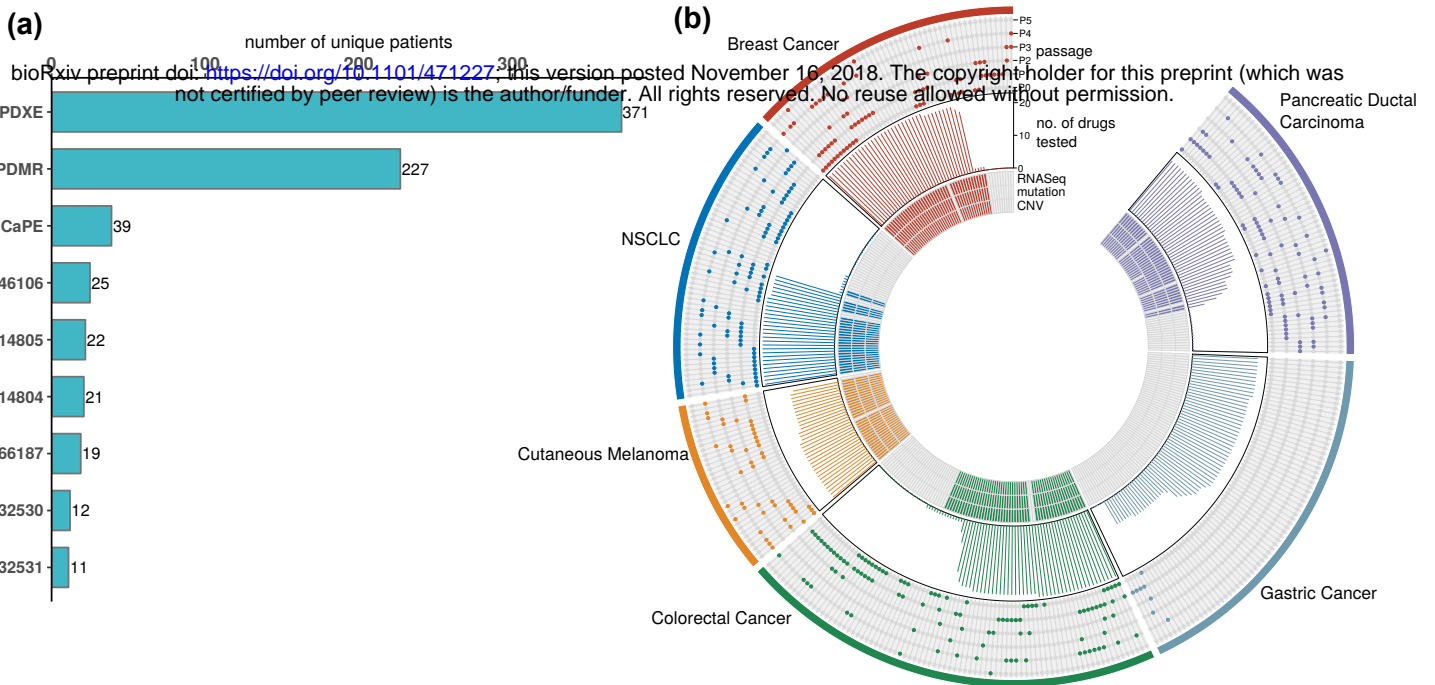 (a)
number of unique patients
0 100 200 300
bioRxiv preprint doi: https://doi.org/10.1101/471227; this version posted November 16, 2018. The copyright holder for this preprint (which was
not certified by peer review) is the author/funder. All rights reserved. No reuse allowed without permission.
PDXE 371
PDMR 227
CaPE 39
46106 25
14805 22
14804 21
66187 19
32530 12
32531 11
(b)
Breast Cancer
P5
P4
P3
P2
passage
20
10
0
no. of drugs
tested
RNASeq
mutation
CNV
Pancreatic Ductal
Carcinoma
NSCLC
Cutaneous Melanoma
Colorectal Cancer
Gastric Cancer